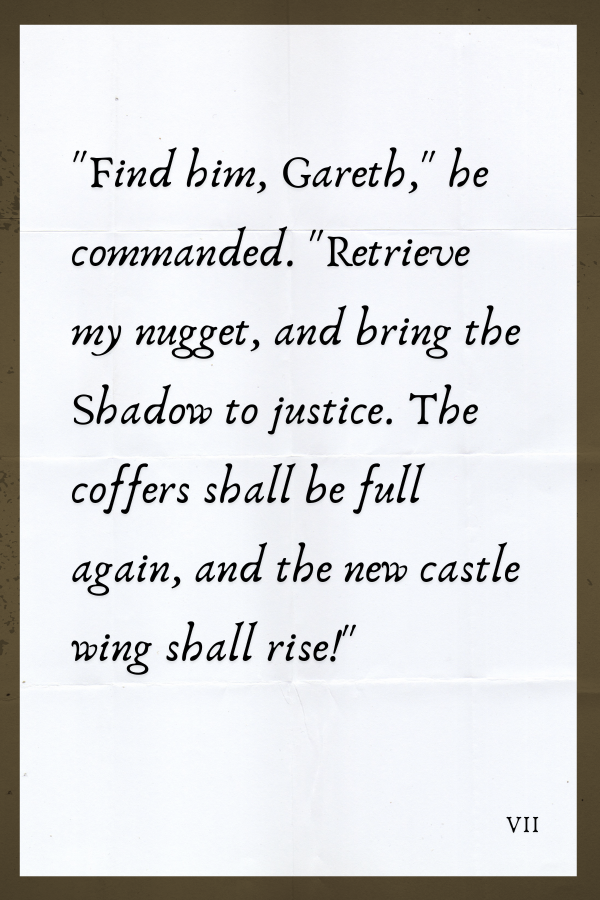 "Find him, Gareth," he
commanded. "Retrieve
my nugget, and bring the
Shadow to justice. The
coffers shall be full
again, and the new castle
wing shall rise!"
VII